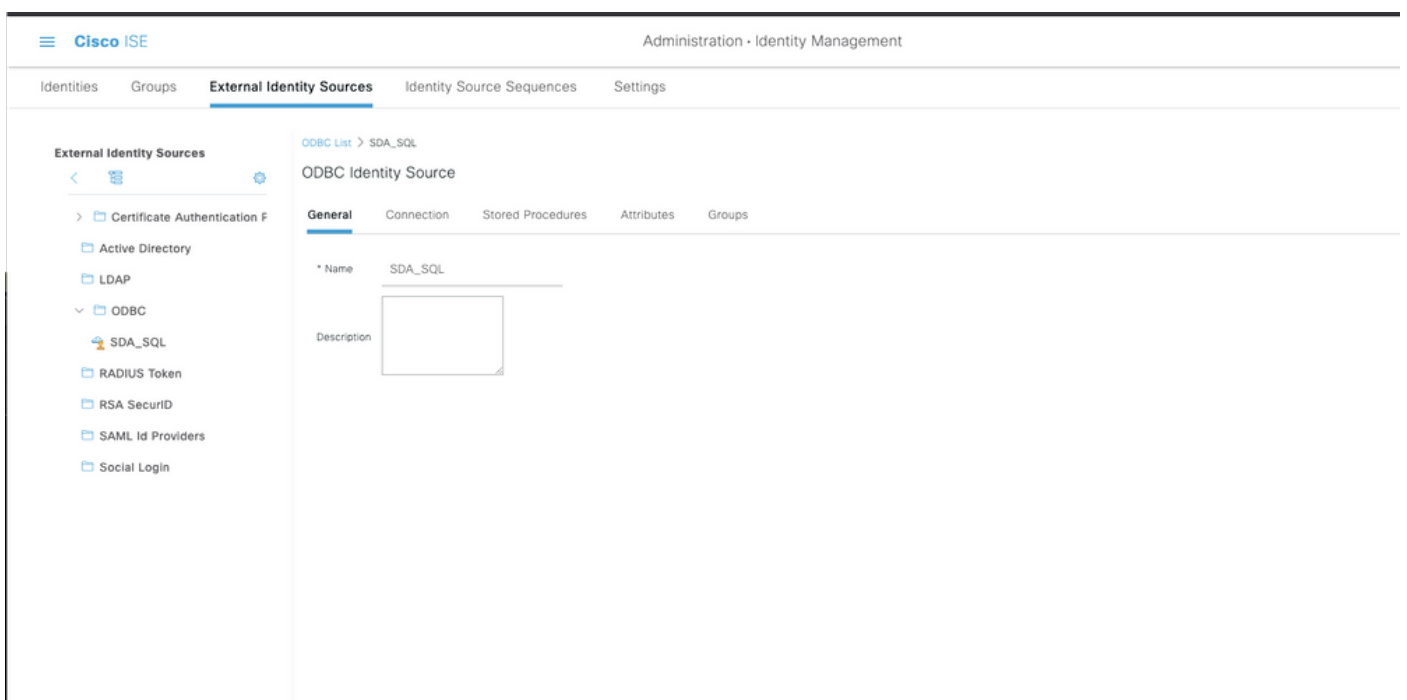 Cisco ISE
Administration · Identity Management
Identities Groups External Identity Sources Identity Source Sequences Settings
External Identity Sources
Certificate Authentication F
Active Directory
LDAP
ODBC
SDA_SQL
RADIUS Token
RSA SecurID
SAML Id Providers
Social Login
ODBC List > SDA_SQL
ODBC Identity Source
General Connection Stored Procedures Attributes Groups
* Name SDA_SQL
Description